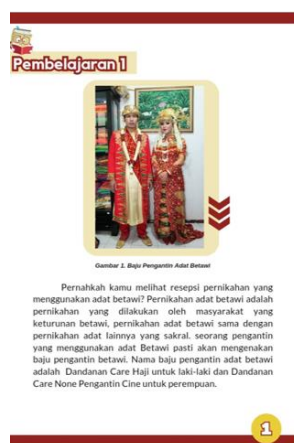 Pembelajaran 1
Gambar 1. Baju Pengantin Adat Betawi
Pernahkah kamu melihat resepsi pernikahan yang
menggunakan adat betawi? Pernikahan adat betawi adalah
pernikahan yang dilakukan oleh masyarakat yang
keturunan betawi, pernikahan adat betawi sama dengan
pernikahan adat lainnya yang sakral. seorang pengantin
yang menggunakan adat Betawi pasti akan mengenakan
baju pengantin betawi. Nama baju pengantin adat betawi
adalah Dandanan Care Haji untuk laki-laki dan Dandanan
Care None Pengantin Cine untuk perempuan.
1